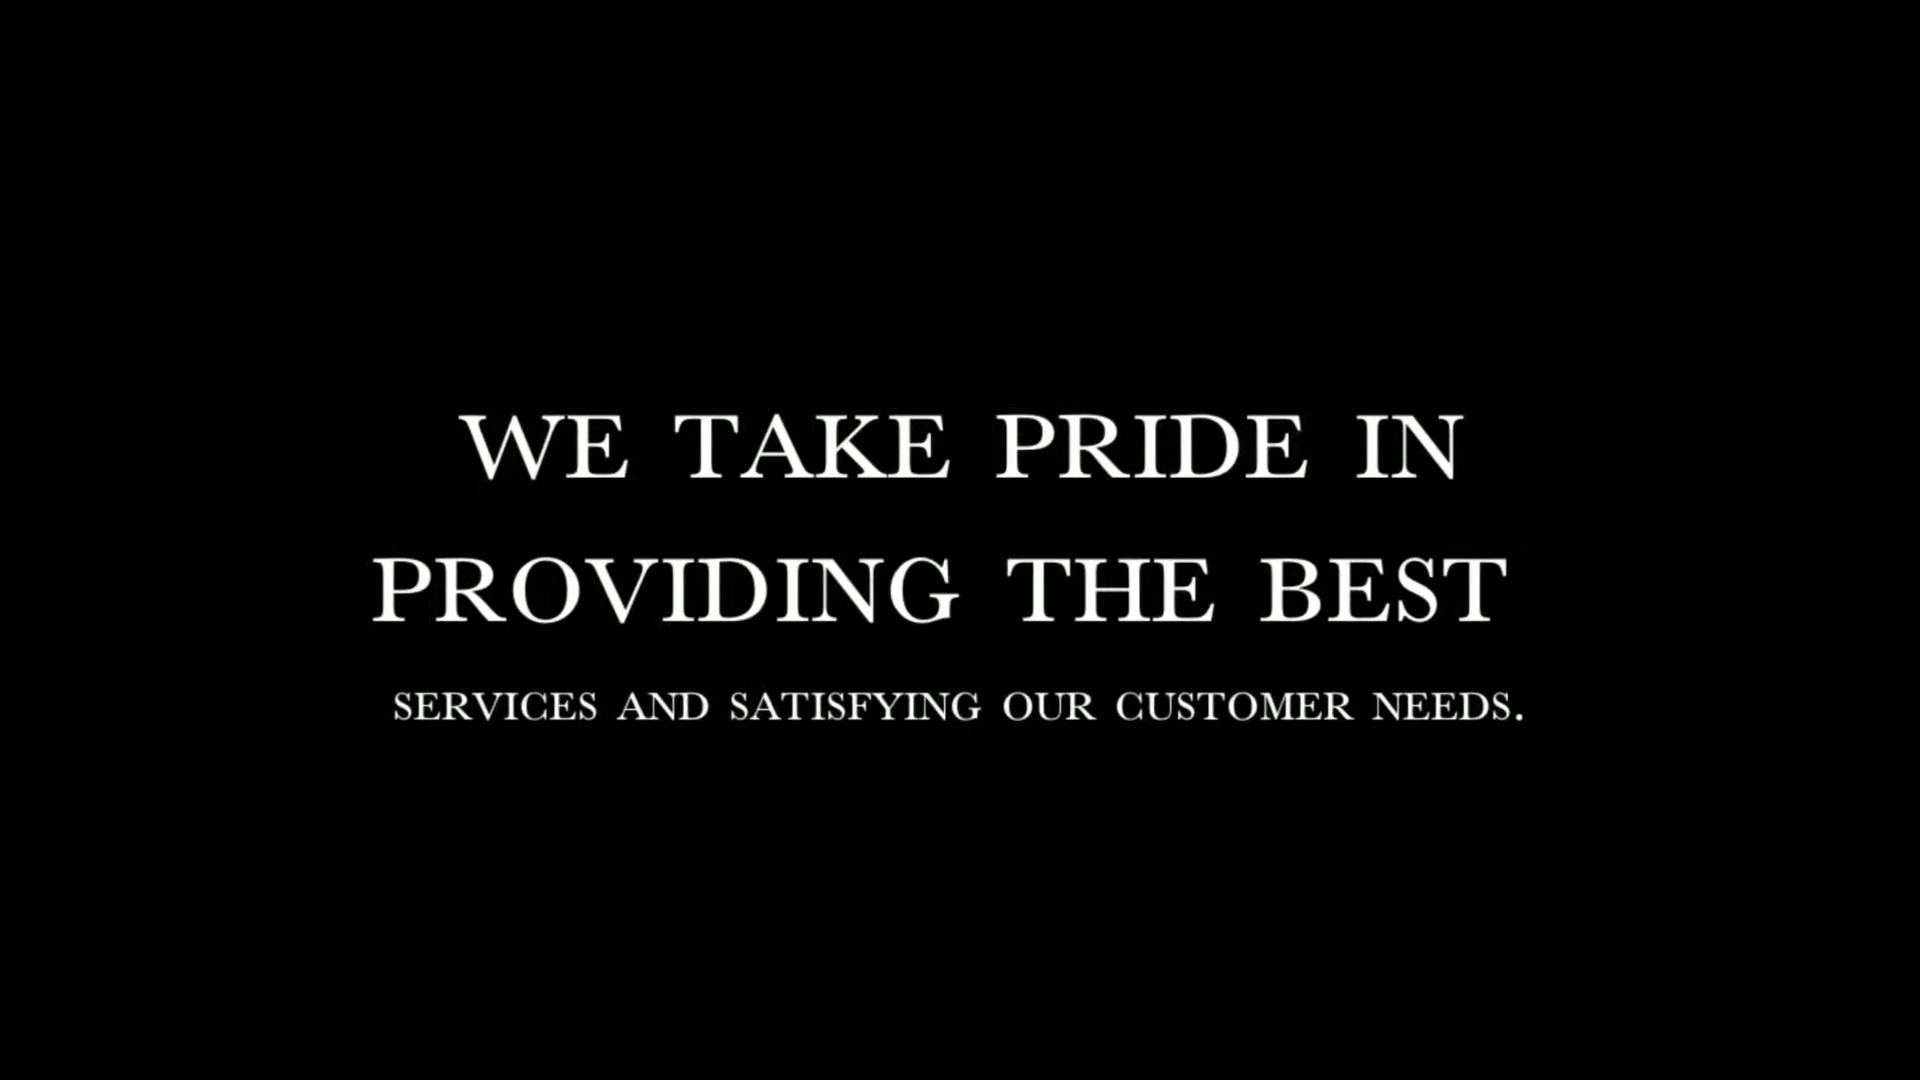 WE TAKE PRIDE IN
PROVIDING THE BEST
SERVICES AND SATISFYING OUR CUSTOMER NEEDS.